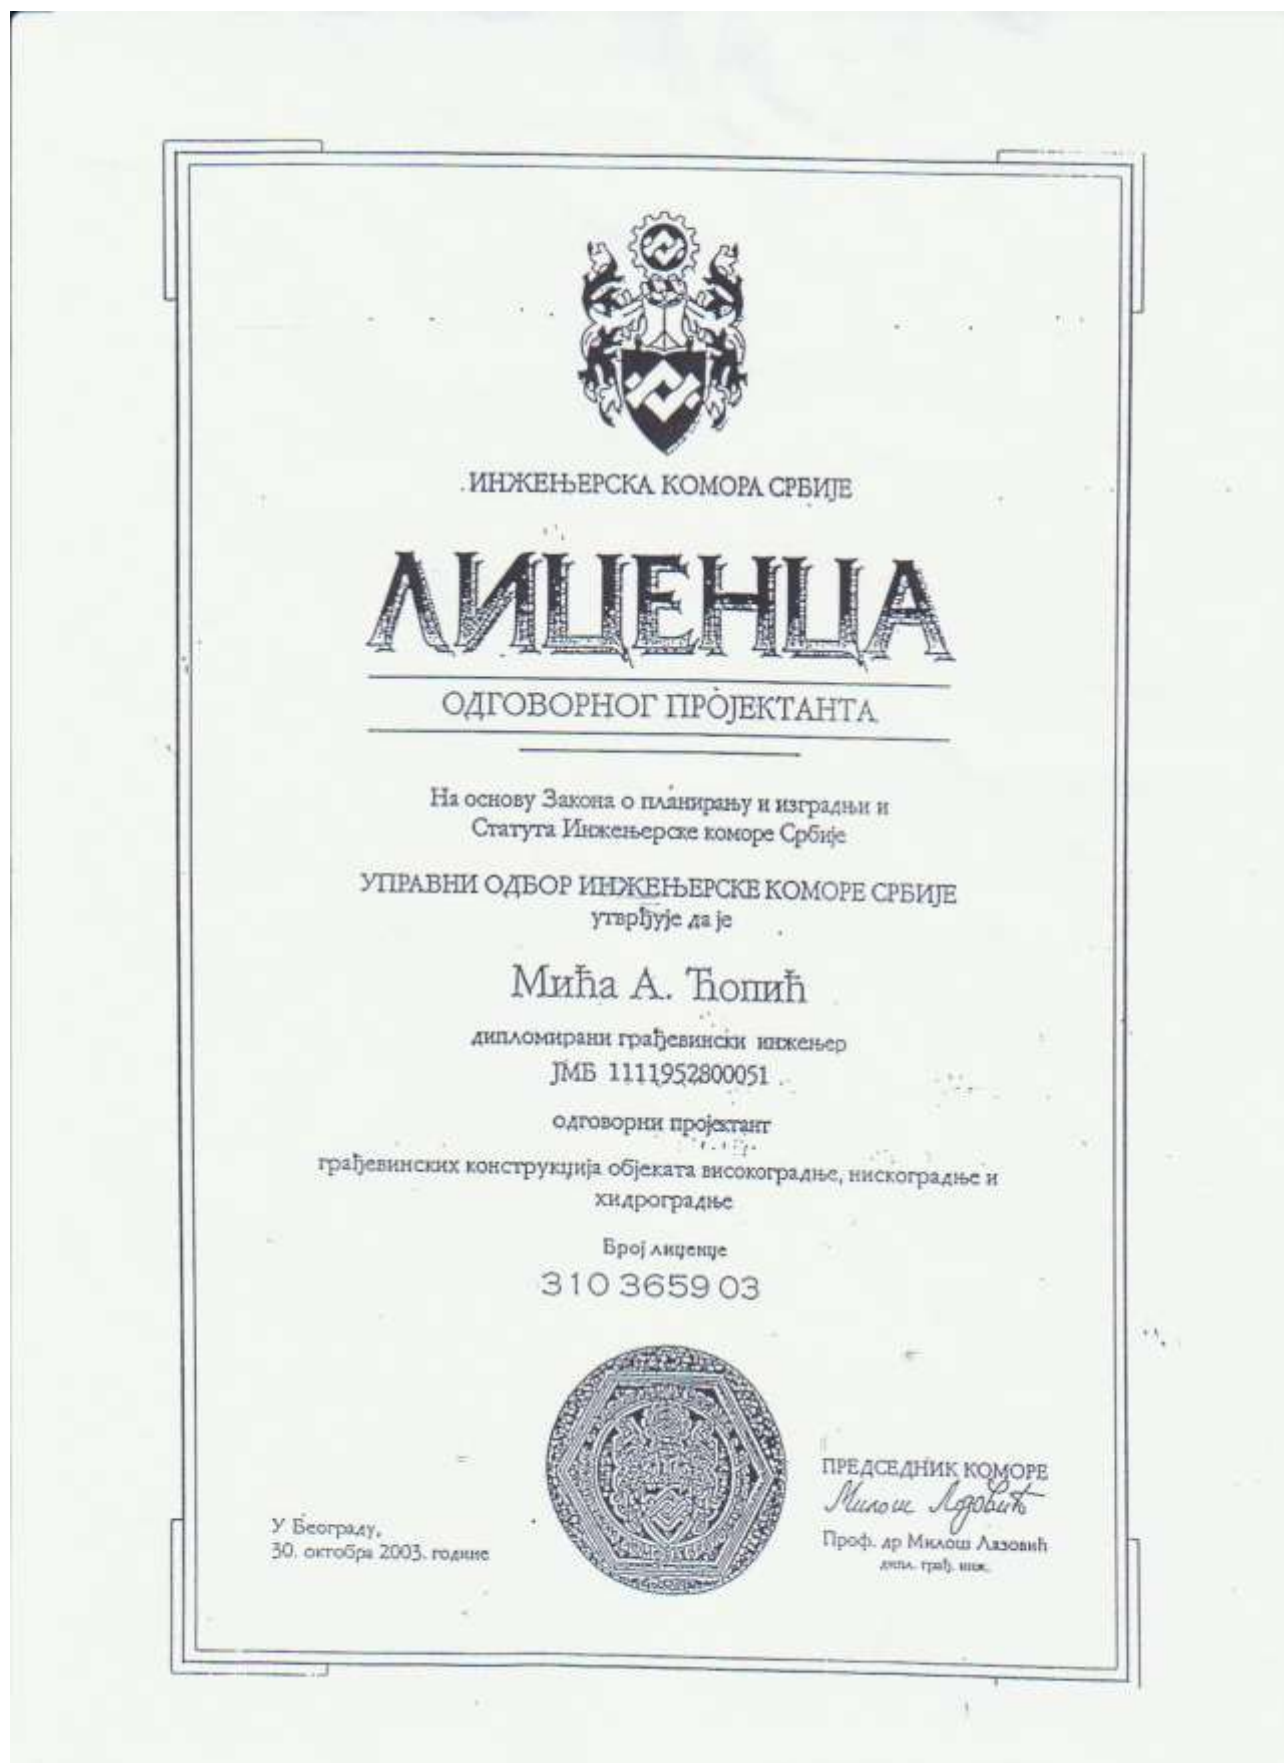 ИНЖЕЊЕРСКА КОМОРА СРБИЈЕ
ЛИЦЕНЦА
ОДГОВОРНОГ ПРОЈЕКТАНТА
На основу Закона о планирању и изградњи и
Статута Инжењерске коморе Србије
УПРАВНИ ОДБОР ИНЖЕЊЕРСКЕ КОМОРЕ СРБИЈЕ
утврђује да је
Мића А. Ћопић
дипломирани грађевински инжењер
ЈМБ 1111952800051
одговорни пројектант
грађевинских конструкција објеката високоградње, нискоградње и
хидроградње
Број лиценце
310 3659 03
У Београду,
30. октобра 2003. године
ПРЕДСЕДНИК КОМОРЕ
Милош Лазовић
Проф. др Милош Лазовић
дипл. грађ. инж.